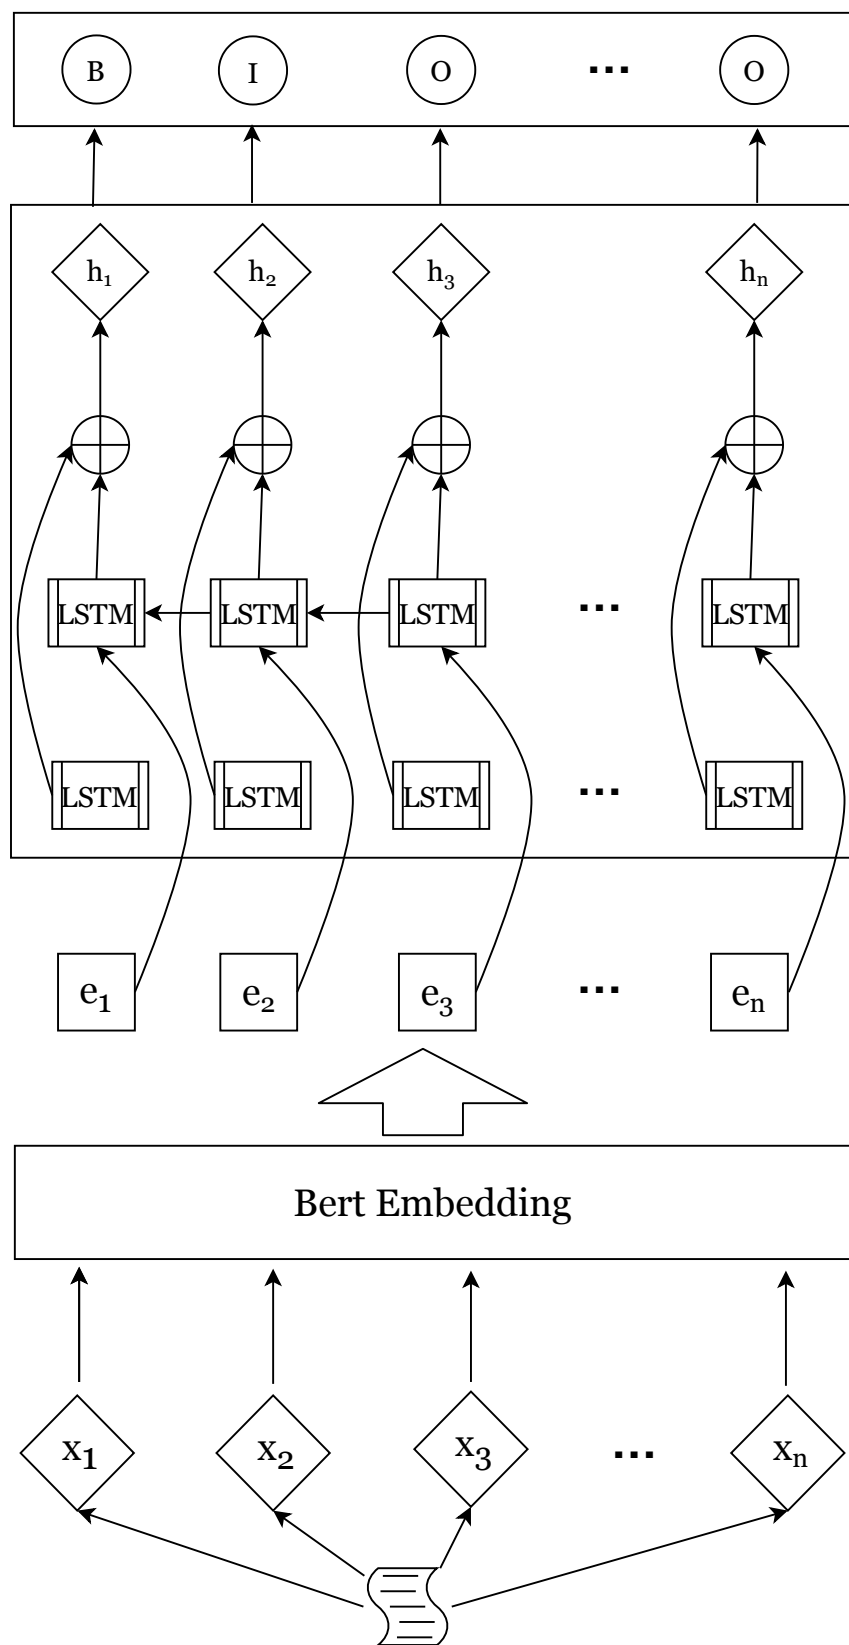 B I O ... O
h₁ h₂ h₃ hₙ
LSTM LSTM LSTM ... LSTM
LSTM LSTM LSTM ... LSTM
e₁ e₂ e₃ ... eₙ
Bert Embedding
x₁ x₂ x₃ ... xₙ